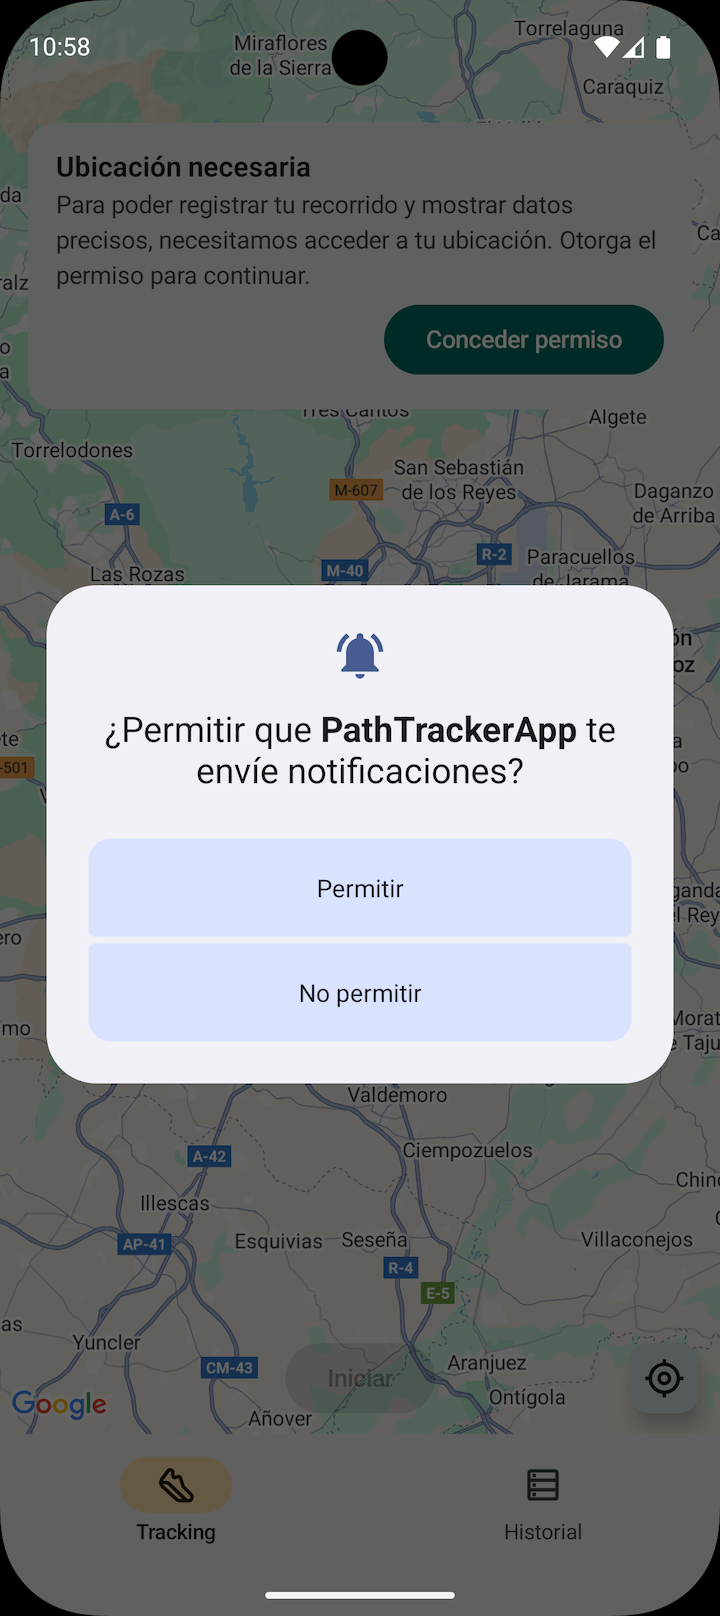 10:58
Miraflores
de la Sierra
Torrelaguna
Caraquiz
Ubicación necesaria
Para poder registrar tu recorrido y mostrar datos
precisos, necesitamos acceder a tu ubicación. Otorga el
permiso para continuar.
Conceder permiso
Tres Cantos
Algete
Torrelodones
San Sebastián
de los Reyes
M-607
Daganzo
de Arriba
A-6
R-2
Paracuellos
de Jarama
Las Rozas
M-40
¿Permitir que PathTrackerApp te
envíe notificaciones?
Permitir
No permitir
Valdemoro
Ciempozuelos
A-42
Illescas
AP-41
Esquivias
Seseña
Villaconejos
R-4
E-5
Yuncler
CM-43
Iniciar
Aranjuez
Ontígola
Google
Añover
Tracking
Historial